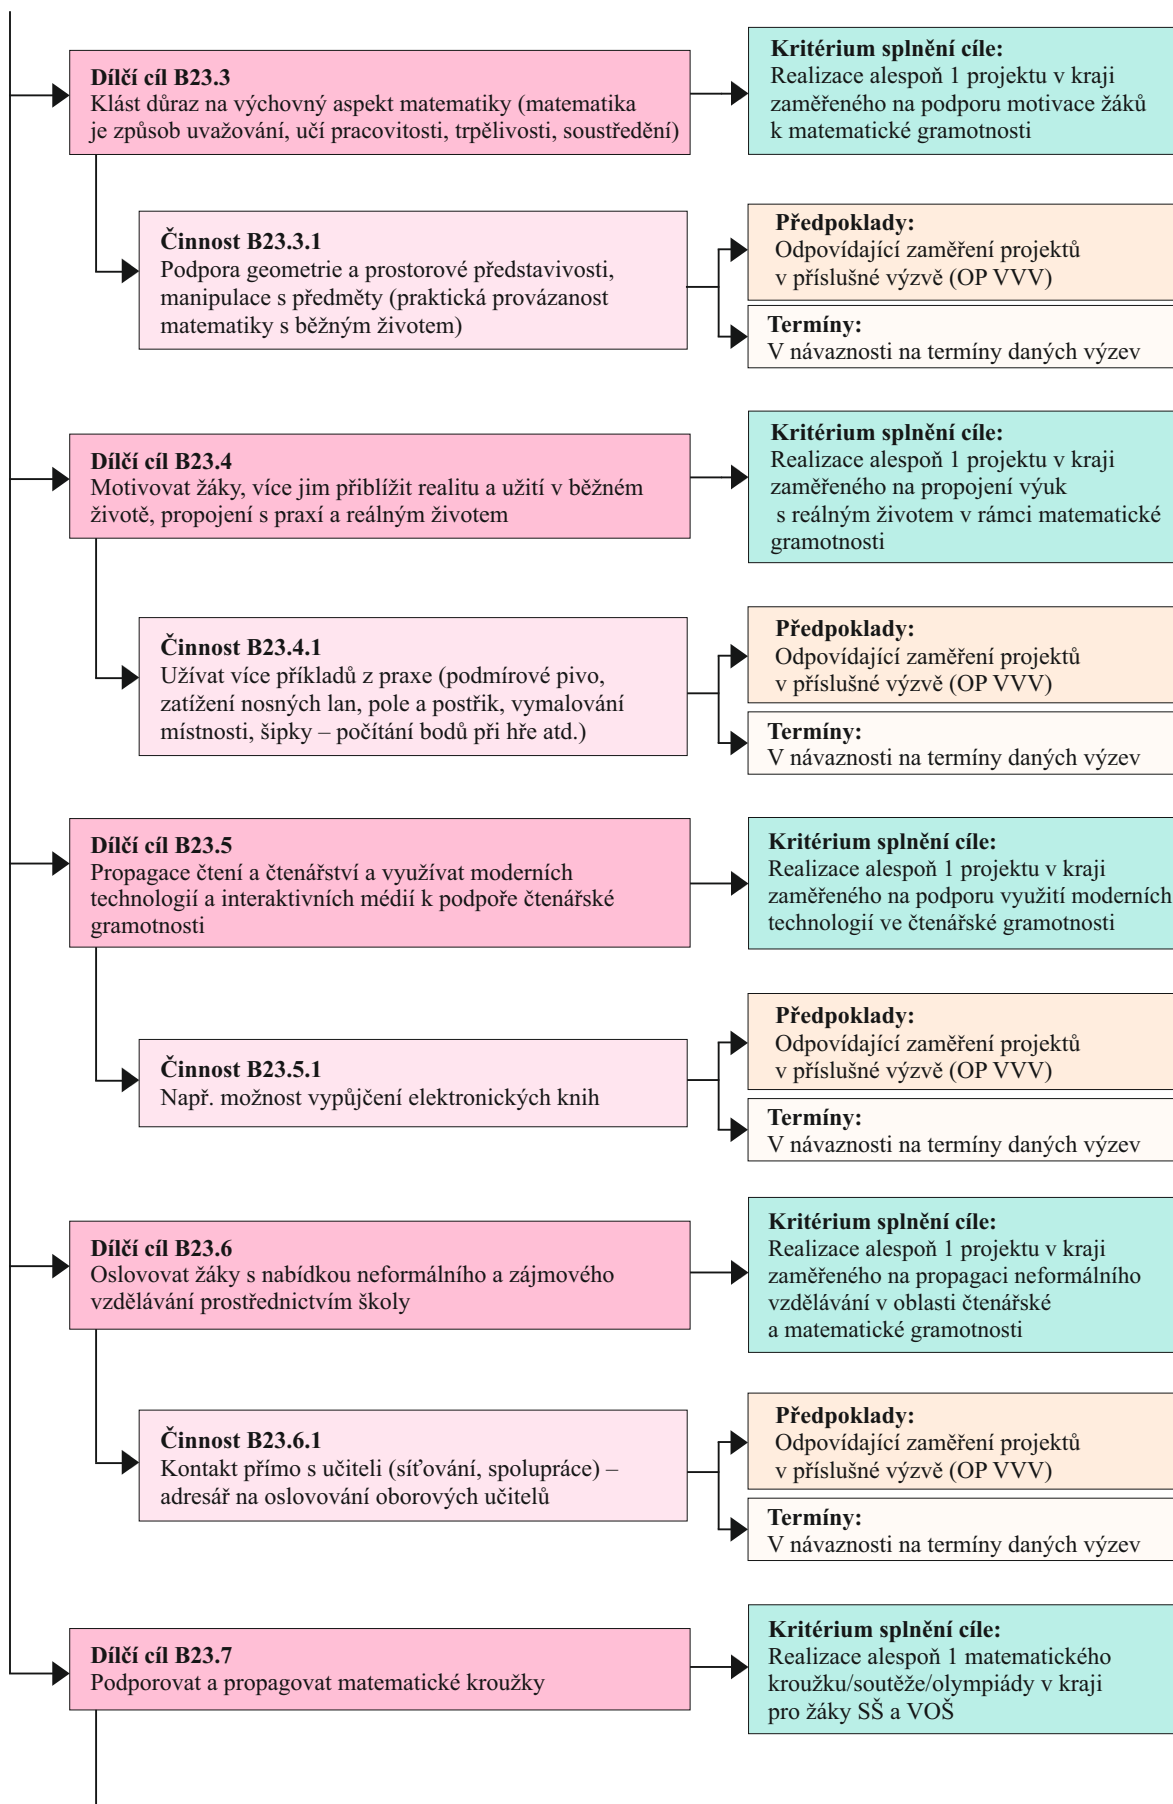 Dílčí cíl B23.3
Klást důraz na výchovný aspekt matematiky (matematika
je způsob uvažování, učí pracovitosti, trpělivosti, soustředění)
Kritérium splnění cíle:
Realizace alespoň 1 projektu v kraji
zaměřeného na podporu motivace žáků
k matematické gramotnosti
Činnost B23.3.1
Podpora geometrie a prostorové představivosti,
manipulace s předměty (praktická provázanost
matematiky s běžným životem)
Předpoklady:
Odpovídající zaměření projektů
v příslušné výzvě (OP VVV)
Termíny:
V návaznosti na termíny daných výzev
Dílčí cíl B23.4
Motivovat žáky, více jim přiblížit realitu a užití v běžném
životě, propojení s praxí a reálným životem
Kritérium splnění cíle:
Realizace alespoň 1 projektu v kraji
zaměřeného na propojení výuk
s reálným životem v rámci matematické
gramotnosti
Činnost B23.4.1
Užívat více příkladů z praxe (podmírové pivo,
zatížení nosných lan, pole a postřik, vymalování
místnosti, šipky – počítání bodů při hře atd.)
Předpoklady:
Odpovídající zaměření projektů
v příslušné výzvě (OP VVV)
Termíny:
V návaznosti na termíny daných výzev
Dílčí cíl B23.5
Propagace čtení a čtenářství a využívat moderních
technologií a interaktivních médií k podpoře čtenářské
gramotnosti
Kritérium splnění cíle:
Realizace alespoň 1 projektu v kraji
zaměřeného na podporu využití moderních
technologií ve čtenářské gramotnosti
Činnost B23.5.1
Např. možnost vypůjčení elektronických knih
Předpoklady:
Odpovídající zaměření projektů
v příslušné výzvě (OP VVV)
Termíny:
V návaznosti na termíny daných výzev
Dílčí cíl B23.6
Oslovovat žáky s nabídkou neformálního a zájmového
vzdělávání prostřednictvím školy
Kritérium splnění cíle:
Realizace alespoň 1 projektu v kraji
zaměřeného na propagaci neformálního
vzdělávání v oblasti čtenářské
a matematické gramotnosti
Činnost B23.6.1
Kontakt přímo s učiteli (síťování, spolupráce) –
adresář na oslovování oborových učitelů
Předpoklady:
Odpovídající zaměření projektů
v příslušné výzvě (OP VVV)
Termíny:
V návaznosti na termíny daných výzev
Dílčí cíl B23.7
Podporovat a propagovat matematické kroužky
Kritérium splnění cíle:
Realizace alespoň 1 matematického
kroužku/soutěže/olympiády v kraji
pro žáky SŠ a VOŠ